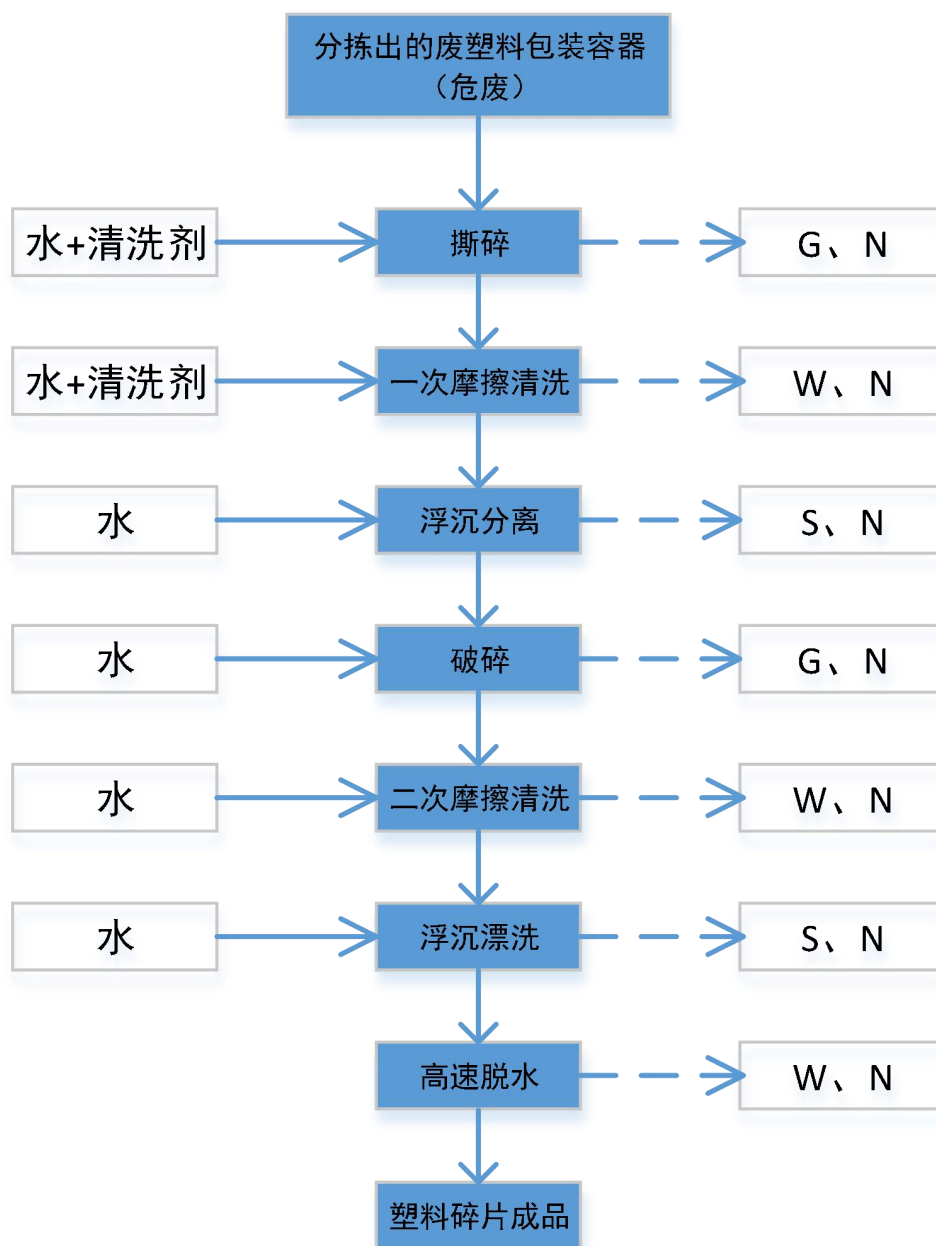 分拣出的废塑料包装容器
（危废）
水+清洗剂
撕碎
G、N
水+清洗剂
一次摩擦清洗
W、N
水
浮沉分离
S、N
水
破碎
G、N
水
二次摩擦清洗
W、N
水
浮沉漂洗
S、N
高速脱水
W、N
塑料碎片成品